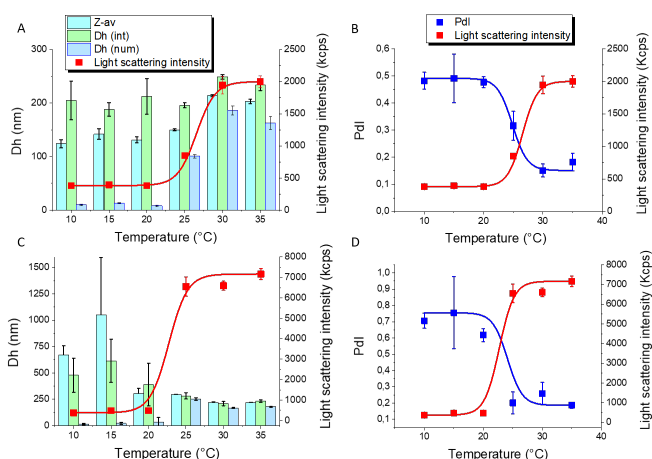 A
Z-av
Dh (int)
Dh (num)
Light scattering intensity
300
200
100
0
Dh (nm)
2500
2000
1500
1000
500
0
Light scattering intensity (kcps)
10 15 20 25 30 35
Temperature (°C)
B
PdI
Light scattering intensity
0,6
0,5
0,4
0,3
0,2
0,1
0,0
PdI
2500
2000
1500
1000
500
0
Light scattering intensity (Kcps)
10 20 30 40
Temperature (°C)
C
1500
1250
1000
750
500
250
0
Dh (nm)
8000
7000
6000
5000
4000
3000
2000
1000
0
Light scattering intensity (kcps)
10 15 20 25 30 35
Temperature (°C)
D
1,0
0,9
0,8
0,7
0,6
0,5
0,4
0,3
0,2
0,1
PdI
8000
7000
6000
5000
4000
3000
2000
1000
0
Light scattering intensity (Kcps)
10 20 30 40
Temperature (°C)